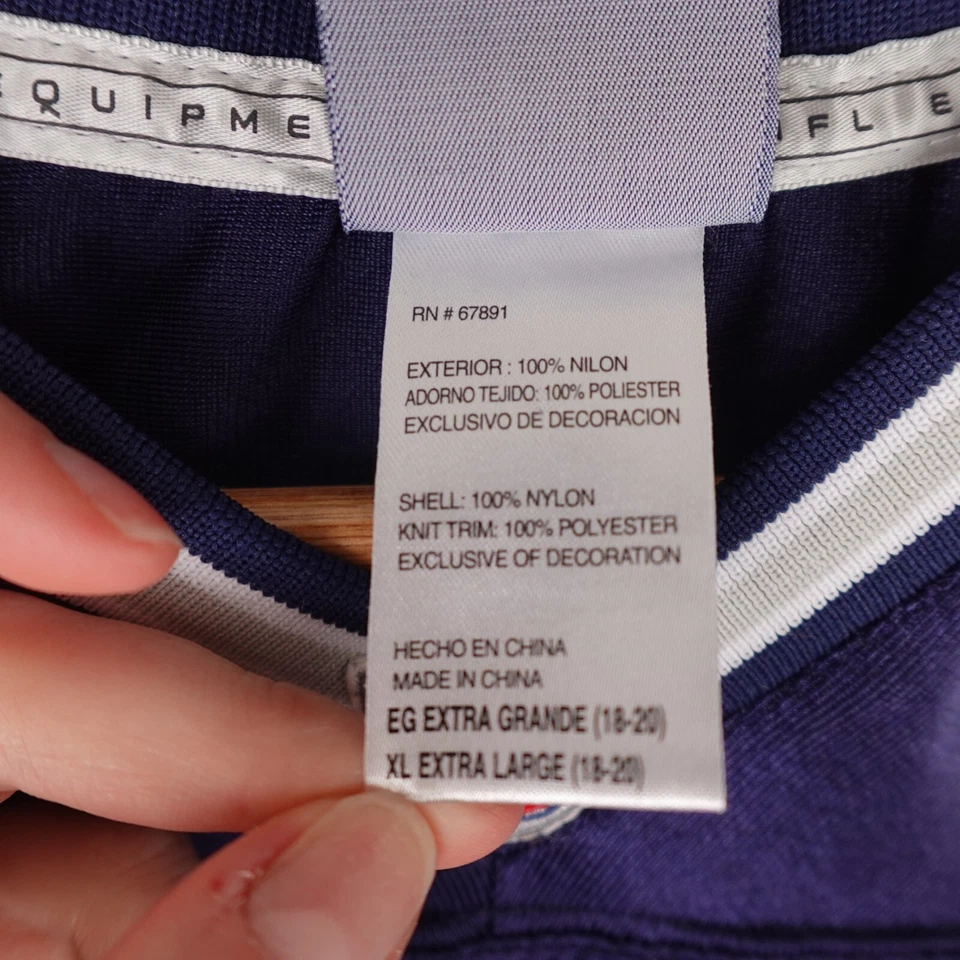 EQUIPME NFL E
RN # 67891
EXTERIOR : 100% NILON
ADORNO TEJIDO: 100% POLIESTER
EXCLUSIVO DE DECORACION
SHELL: 100% NYLON
KNIT TRIM: 100% POLYESTER
EXCLUSIVE OF DECORATION
HECHO EN CHINA
MADE IN CHINA
EG EXTRA GRANDE (18-20)
XL EXTRA LARGE (18-20)